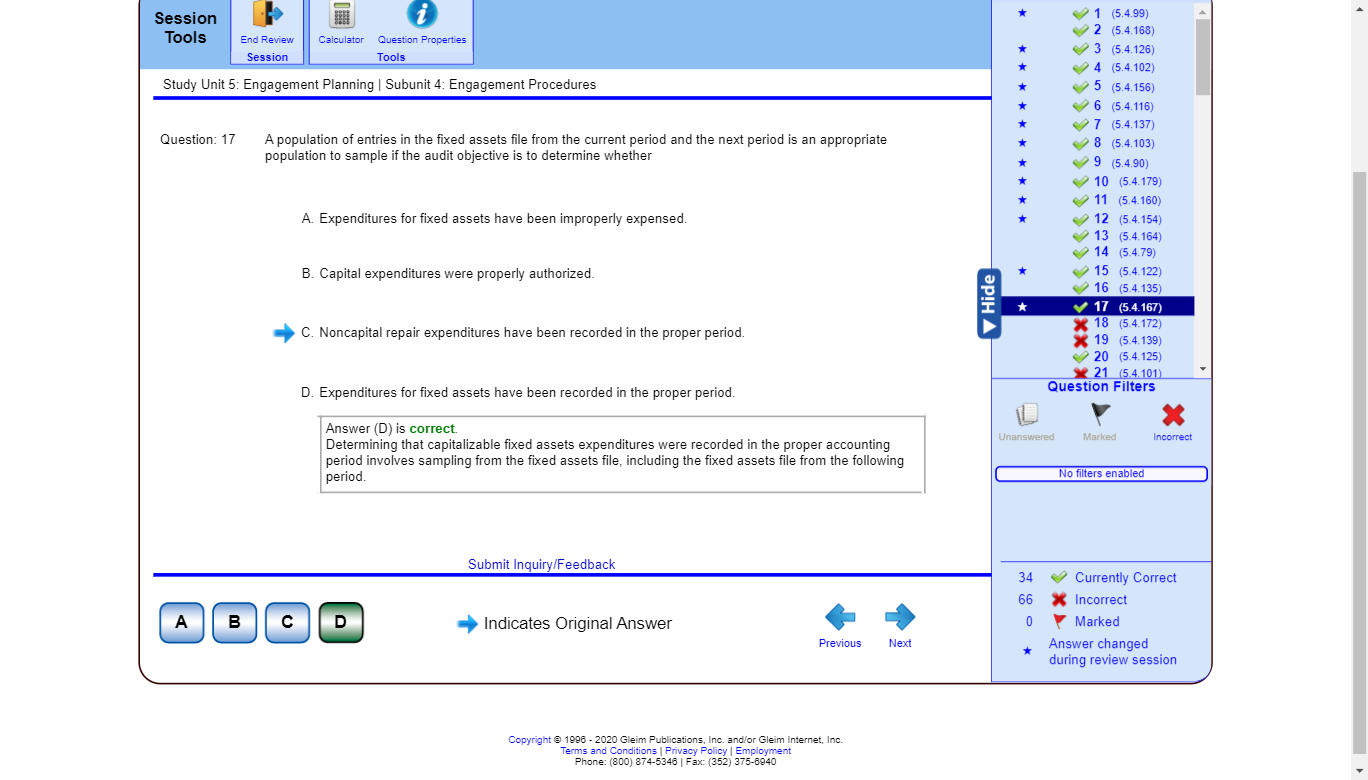 Session
Tools
End Review
Session
Calculator
Question Properties
Tools
Study Unit 5: Engagement Planning | Subunit 4: Engagement Procedures
Question: 17
A population of entries in the fixed assets file from the current period and the next period is an appropriate
population to sample if the audit objective is to determine whether
A. Expenditures for fixed assets have been improperly expensed.
B. Capital expenditures were properly authorized.
C. Noncapital repair expenditures have been recorded in the proper period.
D. Expenditures for fixed assets have been recorded in the proper period.
Answer (D) is correct.
Determining that capitalizable fixed assets expenditures were recorded in the proper accounting
period involves sampling from the fixed assets file, including the fixed assets file from the following
period.
Submit Inquiry/Feedback
A
B
C
D
Indicates Original Answer
Previous
Next
Hide
1 (5.4.99)
2 (5.4.168)
3 (5.4.126)
4 (5.4.102)
5 (5.4.156)
6 (5.4.116)
7 (5.4.137)
8 (5.4.103)
9 (5.4.90)
10 (5.4.179)
11 (5.4.160)
12 (5.4.154)
13 (5.4.164)
14 (5.4.79)
15 (5.4.122)
16 (5.4.135)
17 (5.4.167)
18 (5.4.172)
19 (5.4.139)
20 (5.4.125)
21 (5.4.101)
Question Filters
Unanswered
Marked
Incorrect
No filters enabled
34 Currently Correct
66 Incorrect
0 Marked
Answer changed
during review session
Copyright © 1996 - 2020 Gleim Publications, Inc. and/or Gleim Internet, Inc.
Terms and Conditions | Privacy Policy | Employment
Phone: (800) 874-5346 | Fax: (352) 375-6940